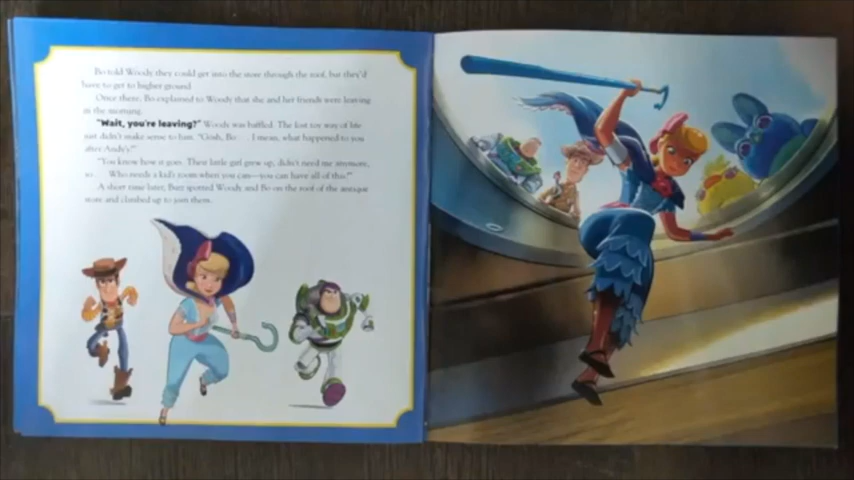 Bo told Woody they could get into the store through the roof, but they'd
have to get to higher ground.
Once there, Bo explained to Woody that she and her friends were leaving
in the morning.
"Wait, you're leaving?" Woody was baffled. The lost toy way of life
just didn't make sense to him. "Gosh, Bo . . . I mean, what happened to you
after Andy's?"
"You know how it goes. Their little girl grew up, didn't need me anymore,
so . . . Who needs a kid's room when you can—you can have all of this?"
A short time later, Buzz spotted Woody and Bo on the roof of the antique
store and climbed up to join them.